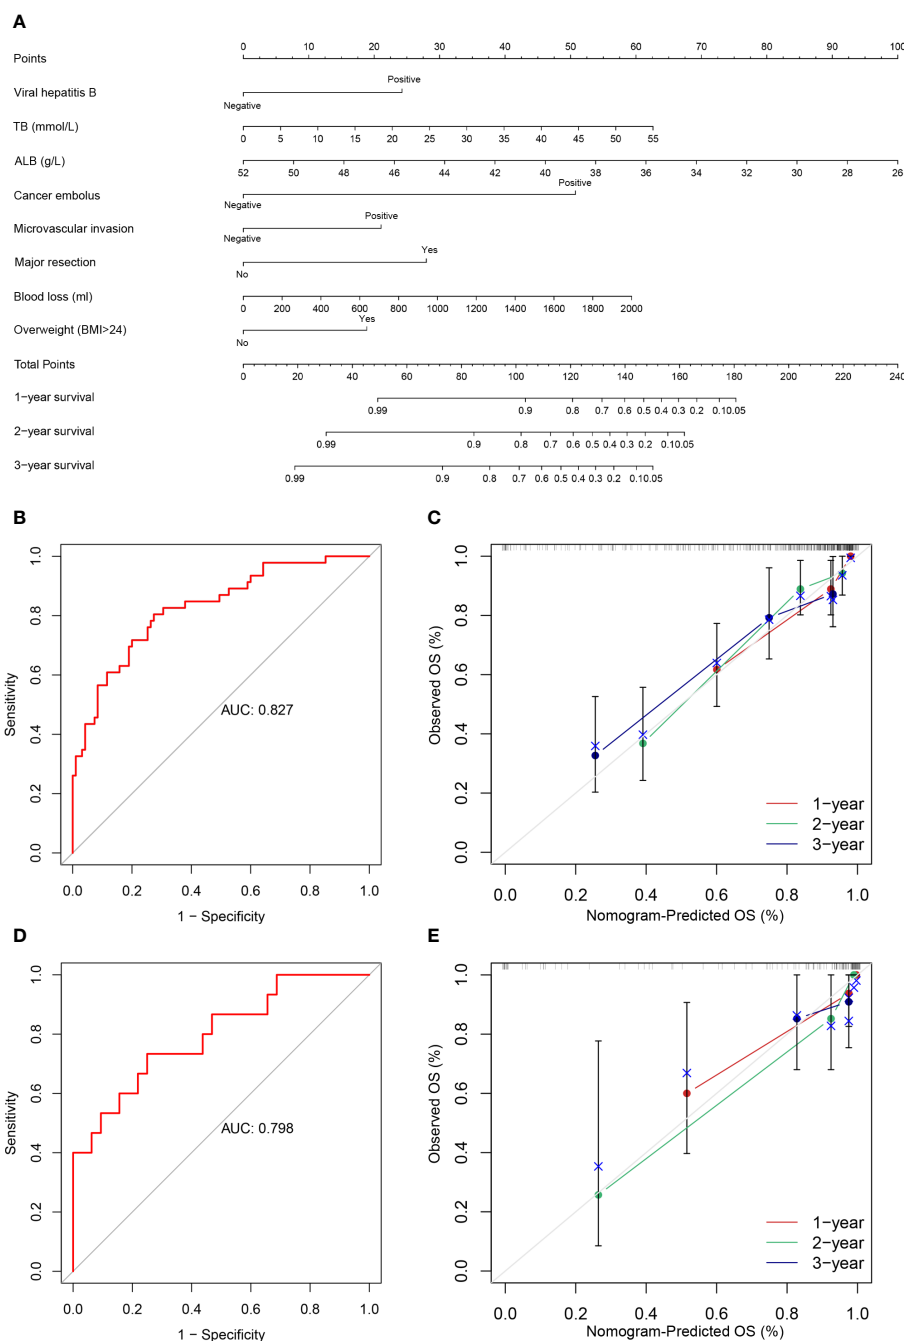 A
Points
0 10 20 30 40 50 60 70 80 90 100
Viral hepatitis B
Positive
Negative
TB (mmol/L)
0 5 10 15 20 25 30 35 40 45 50 55
ALB (g/L)
52 50 48 46 44 42 40 38 36 34 32 30 28 26
Cancer embolus
Positive
Negative
Microvascular invasion
Positive
Negative
Major resection
Yes
No
Blood loss (ml)
0 200 400 600 800 1000 1200 1400 1600 1800 2000
Overweight (BMI>24)
Yes
No
Total Points
0 20 40 60 80 100 120 140 160 180 200 220 240
1−year survival
0.99 0.9 0.8 0.7 0.6 0.5 0.4 0.3 0.2 0.1 0.05
2−year survival
0.99 0.9 0.8 0.7 0.6 0.5 0.4 0.3 0.2 0.1 0.05
3−year survival
0.99 0.9 0.8 0.7 0.6 0.5 0.4 0.3 0.2 0.1 0.05
B
Sensitivity
1.0
0.8
0.6
0.4
0.2
0.0
AUC: 0.827
0.0 0.2 0.4 0.6 0.8 1.0
1 − Specificity
C
Observed OS (%)
1.0
0.8
0.6
0.4
0.2
0.0
1−year
2−year
3−year
0.0 0.2 0.4 0.6 0.8 1.0
Nomogram-Predicted OS (%)
D
Sensitivity
1.0
0.8
0.6
0.4
0.2
0.0
AUC: 0.798
0.0 0.2 0.4 0.6 0.8 1.0
1 − Specificity
E
Observed OS (%)
1.0
0.8
0.6
0.4
0.2
0.0
1−year
2−year
3−year
0.0 0.2 0.4 0.6 0.8 1.0
Nomogram-Predicted OS (%)